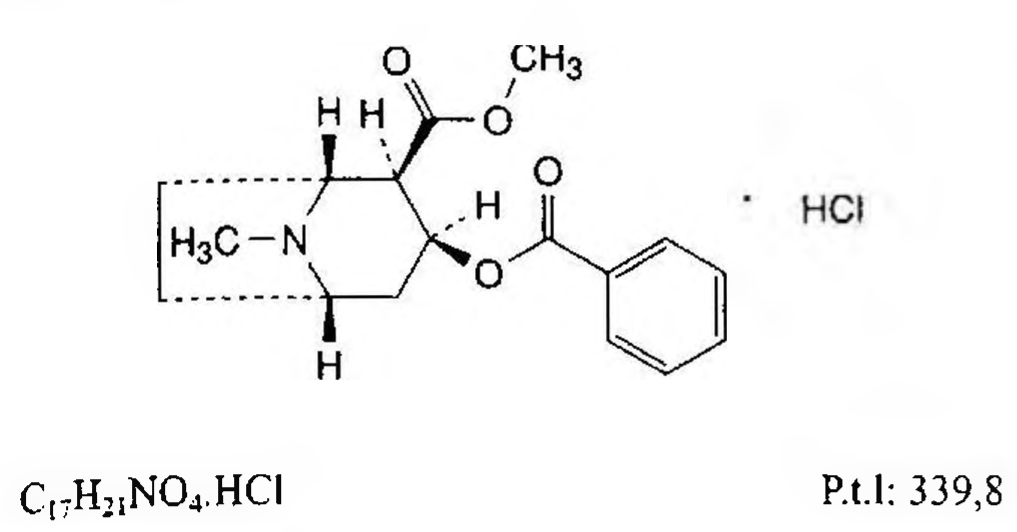 O
CH₃
H
H
O
O
H
H₃C
N
O
HCl
H
C₁₇H₂₁NO₄.HCl
P.t.l: 339,8